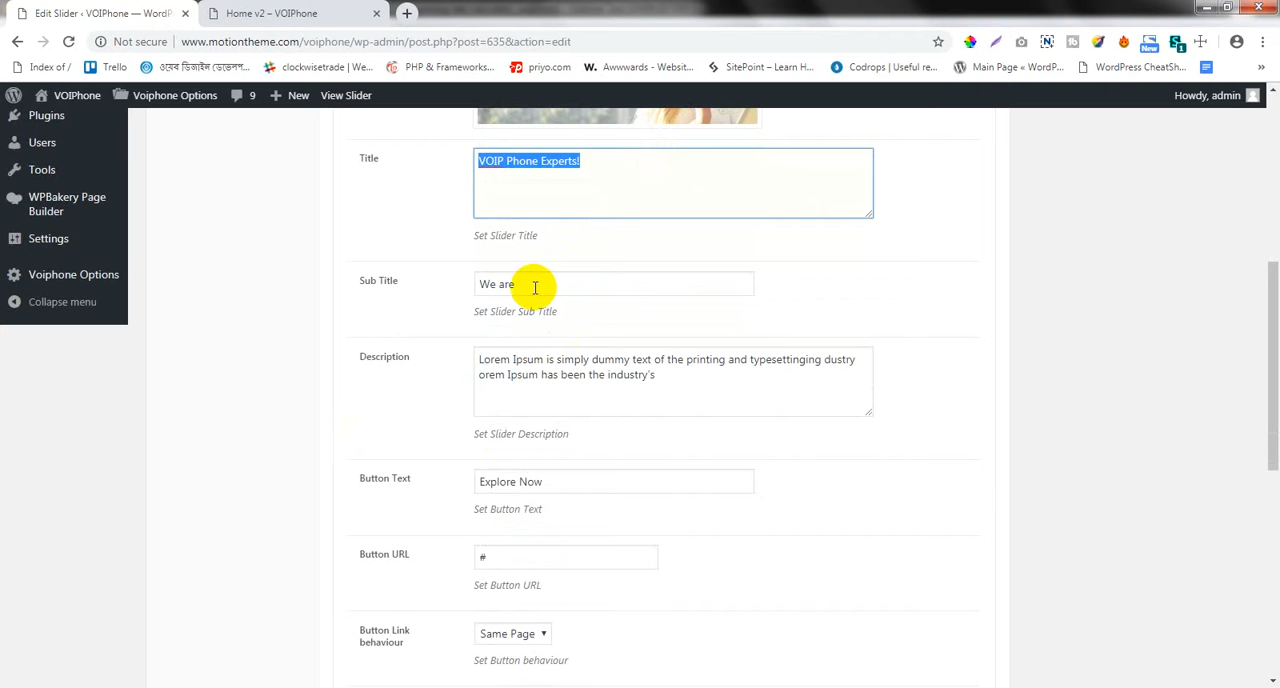 Edit Slider ‹ VOIPhone — WordP
Home v2 – VOIPhone
Not secure
www.motiontheme.com/voiphone/wp-admin/post.php?post=635&action=edit
Index of /
Trello
ওয়েব ডিজাইন ডেভেলপ...
clockwisetrade | We...
PHP & Frameworks...
priyo.com
W. Awwwards - Websit...
SitePoint – Learn H...
Codrops | Useful re...
Main Page « WordP...
WordPress CheatSh...
»
VOIPhone
Voiphone Options
9
New
View Slider
Howdy, admin
Plugins
Users
Tools
WPBakery Page
Builder
Settings
Voiphone Options
Collapse menu
Title
VOIP Phone Experts!
Set Slider Title
Sub Title
We are
Set Slider Sub Title
Description
Lorem Ipsum is simply dummy text of the printing and typesettinging dustry
orem Ipsum has been the industry's
Set Slider Description
Button Text
Explore Now
Set Button Text
Button URL
#
Set Button URL
Button Link
behaviour
Same Page
Set Button behaviour